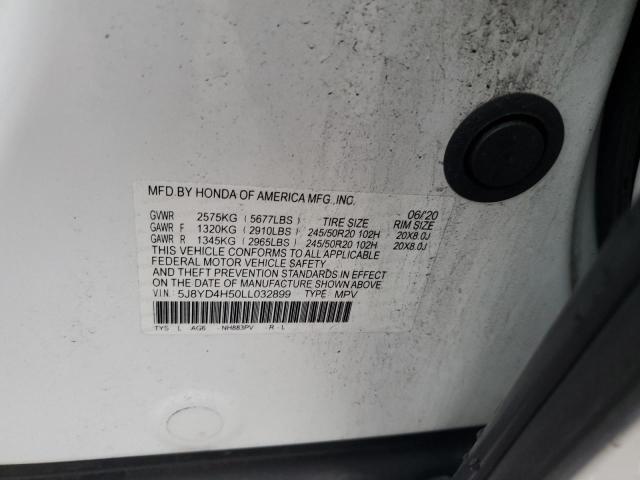 MFD BY HONDA OF AMERICA MFG.,INC. 06/20
GVWR 2575KG (5677LBS) TIRE SIZE RIM SIZE
GAWR F 1320KG (2910LBS) 245/50R20 102H 20X8.0J
GAWR R 1345KG (2965LBS) 245/50R20 102H 20X8.0J
THIS VEHICLE CONFORMS TO ALL APPLICABLE
FEDERAL MOTOR VEHICLE SAFETY
AND THEFT PREVENTION STANDARDS IN EFFECT
ON THE DATE OF MANUFACTURE SHOWN ABOVE.
VIN: 5J8YD4H50LL032899 TYPE: MPV
TYS L AG6 NH883PV R-L